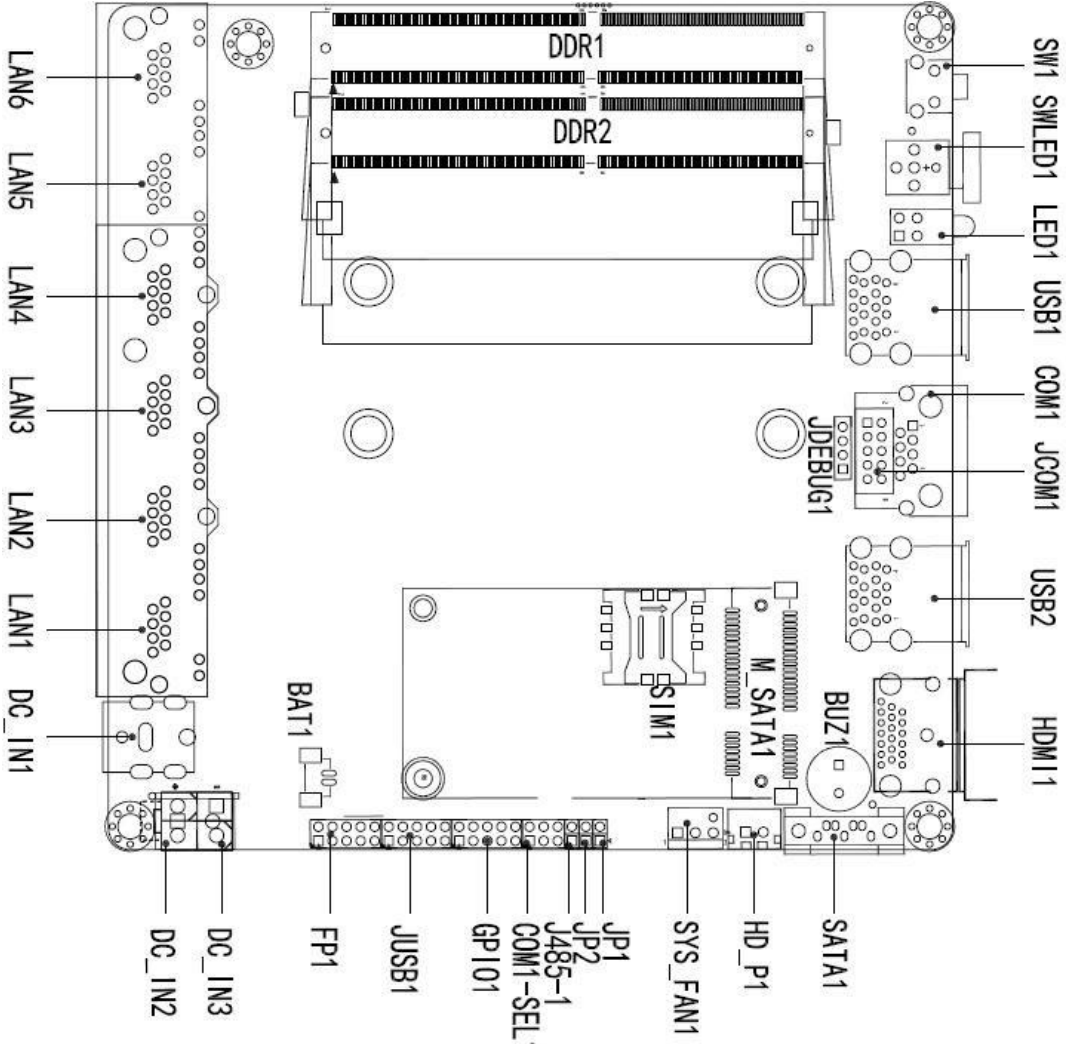 DDR1
DDR2
SW1
SWLED1
LED1
USB1
COM1
JCOM1
JDEBUG1
USB2
HDMI1
LAN6
LAN5
LAN4
LAN3
LAN2
LAN1
DC_IN1
BAT1
SIM1
M_SATA1
BUZ1
DC_IN2
DC_IN3
FP1
JUSB1
GPIO1
COM1-SEL
J485-1
JP2
JP1
SYS_FAN1
HD_P1
SATA1